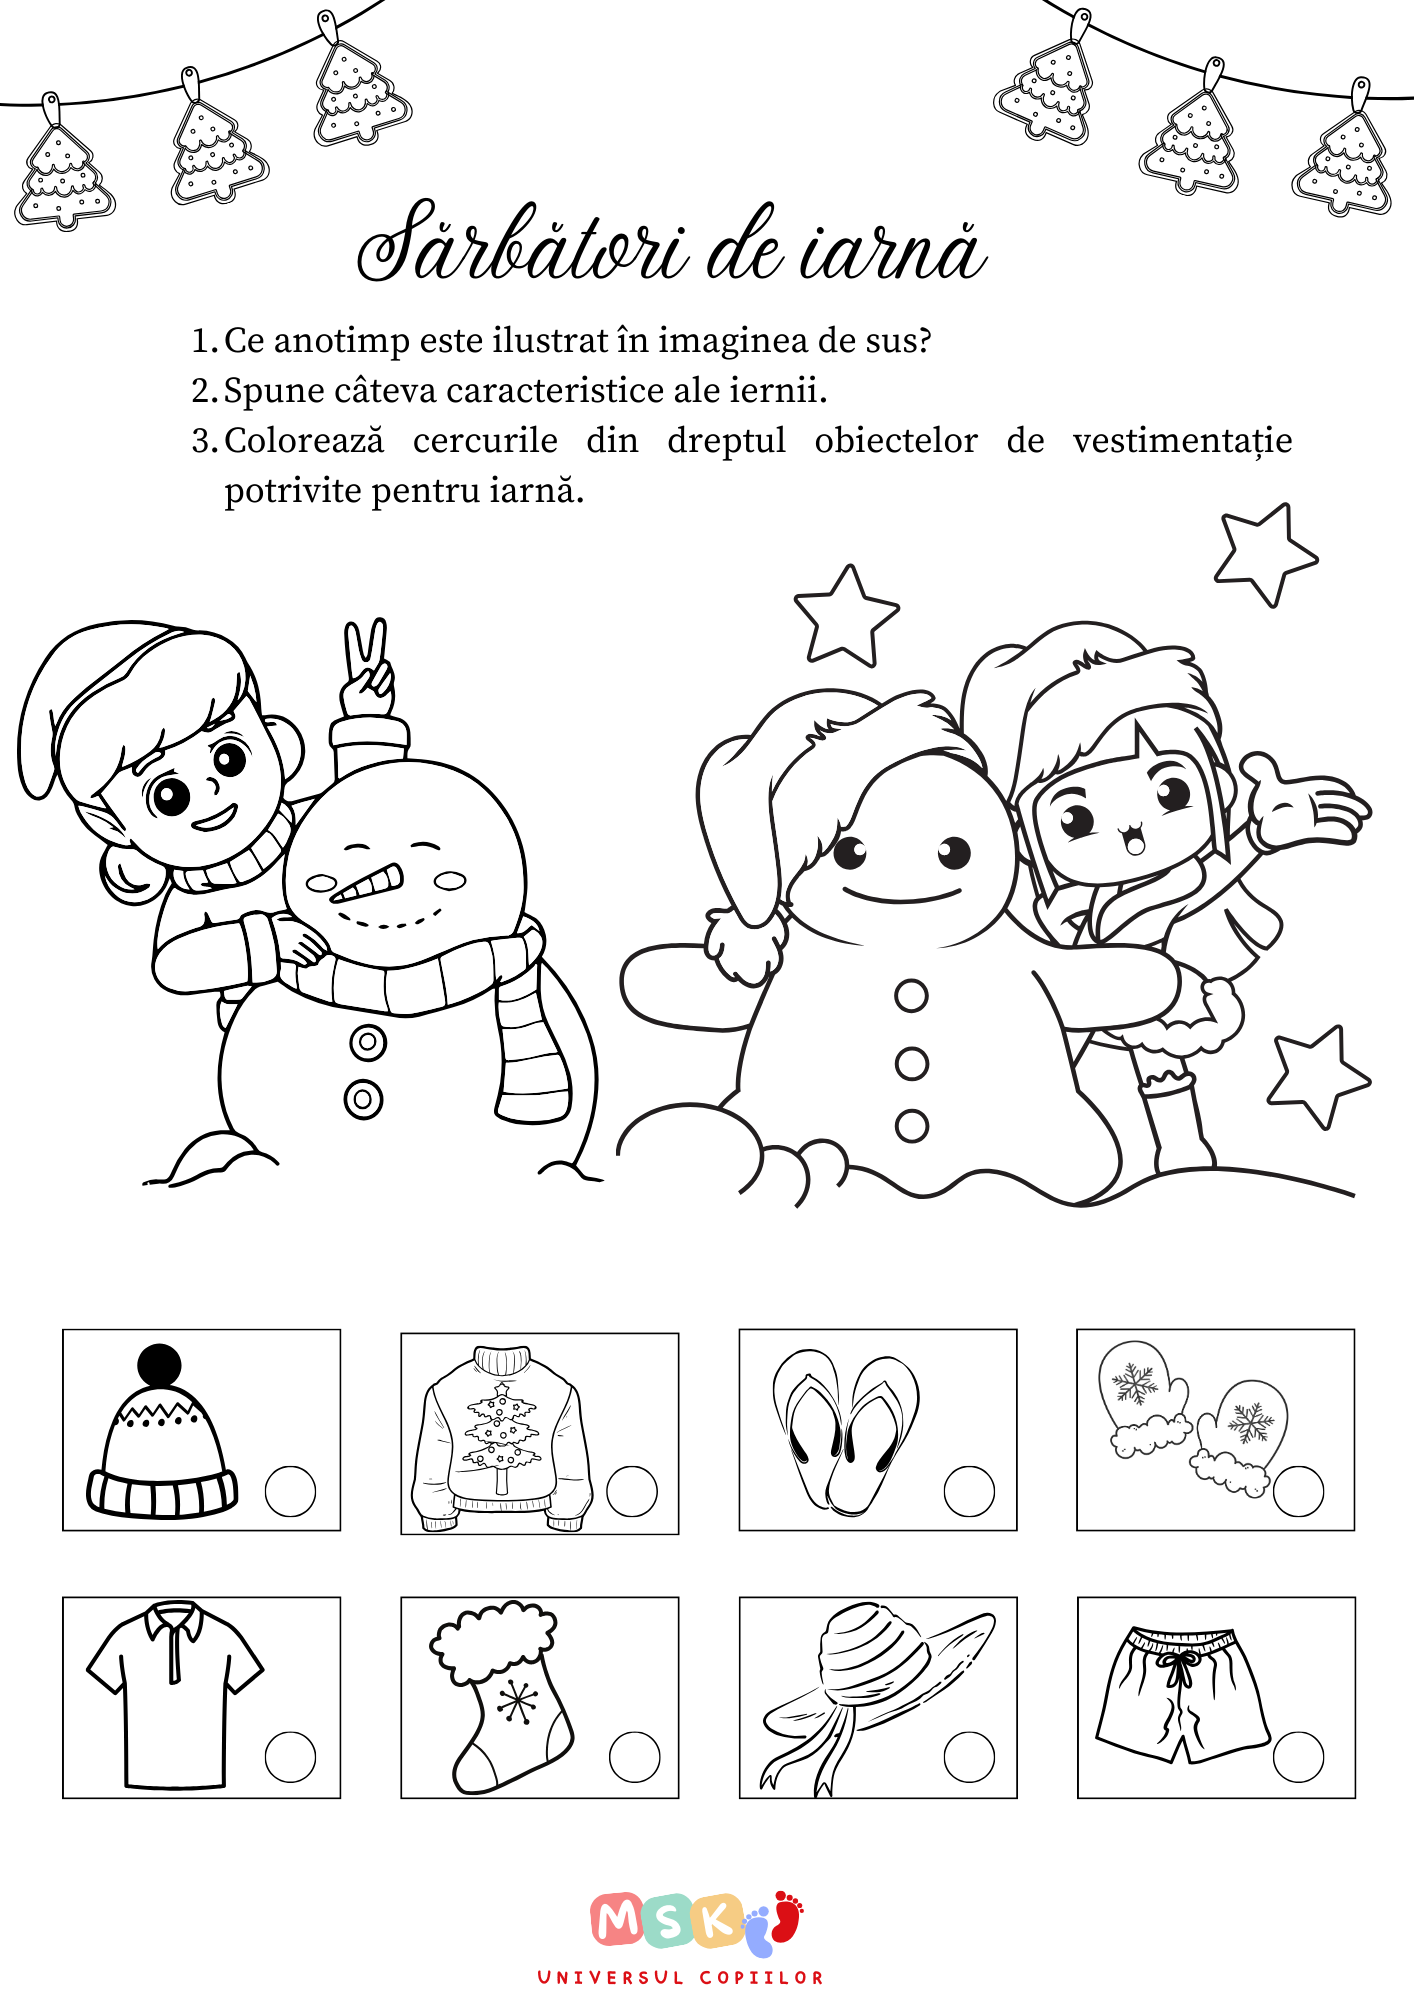 Sărbători de iarnă
1. Ce anotimp este ilustrat în imaginea de sus?
2. Spune câteva caracteristice ale iernii.
3. Colorează cercurile din dreptul obiectelor de vestimentație
potrivite pentru iarnă.
MSK
UNIVERSUL COPIILOR